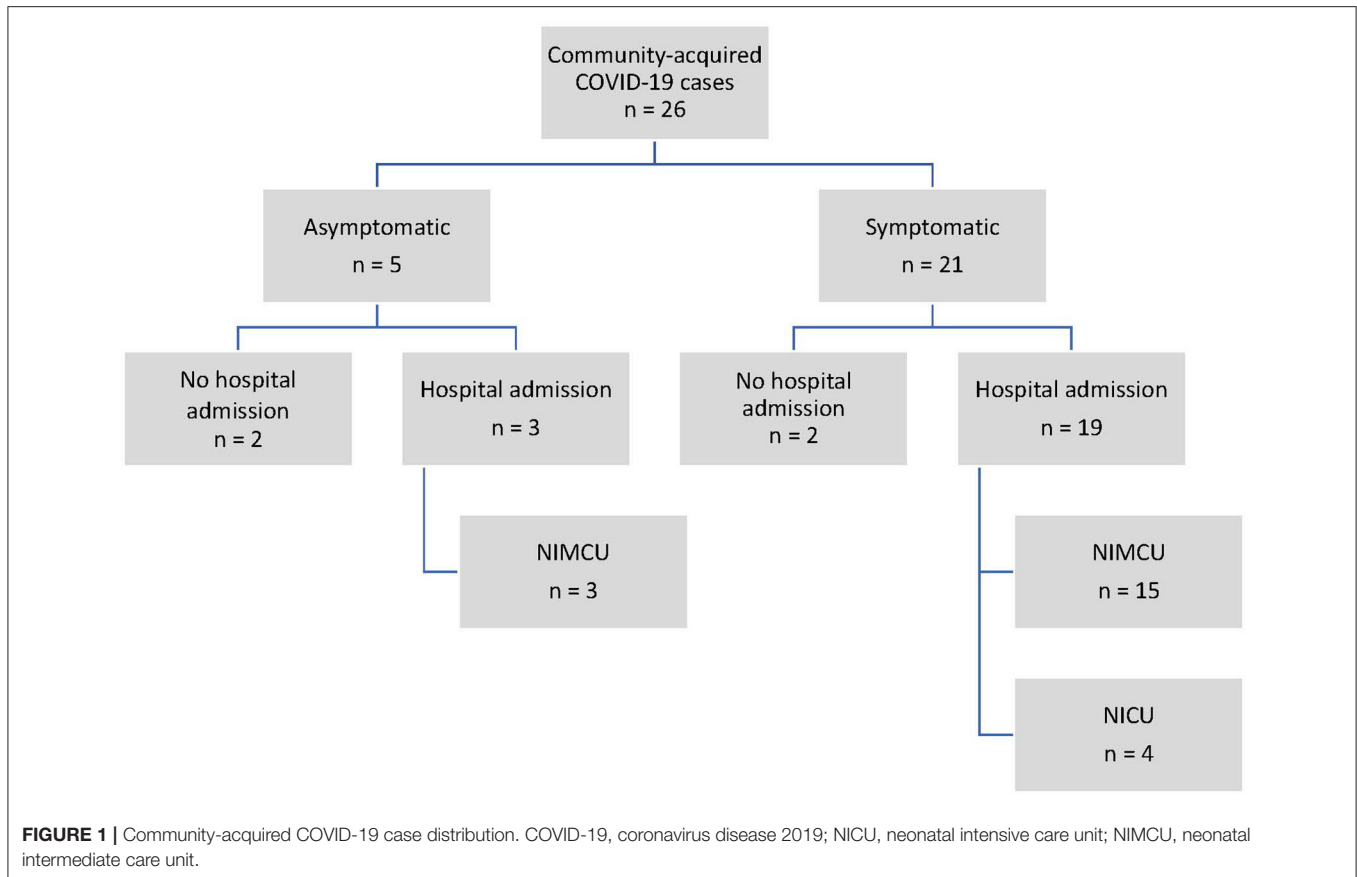 Community-acquired
COVID-19 cases
n = 26
Asymptomatic
n = 5
Symptomatic
n = 21
No hospital
admission
n = 2
Hospital admission
n = 3
No hospital
admission
n = 2
Hospital admission
n = 19
NIMCU
n = 3
NIMCU
n = 15
NICU
n = 4
FIGURE 1 | Community-acquired COVID-19 case distribution. COVID-19, coronavirus disease 2019; NICU, neonatal intensive care unit; NIMCU, neonatal
intermediate care unit.